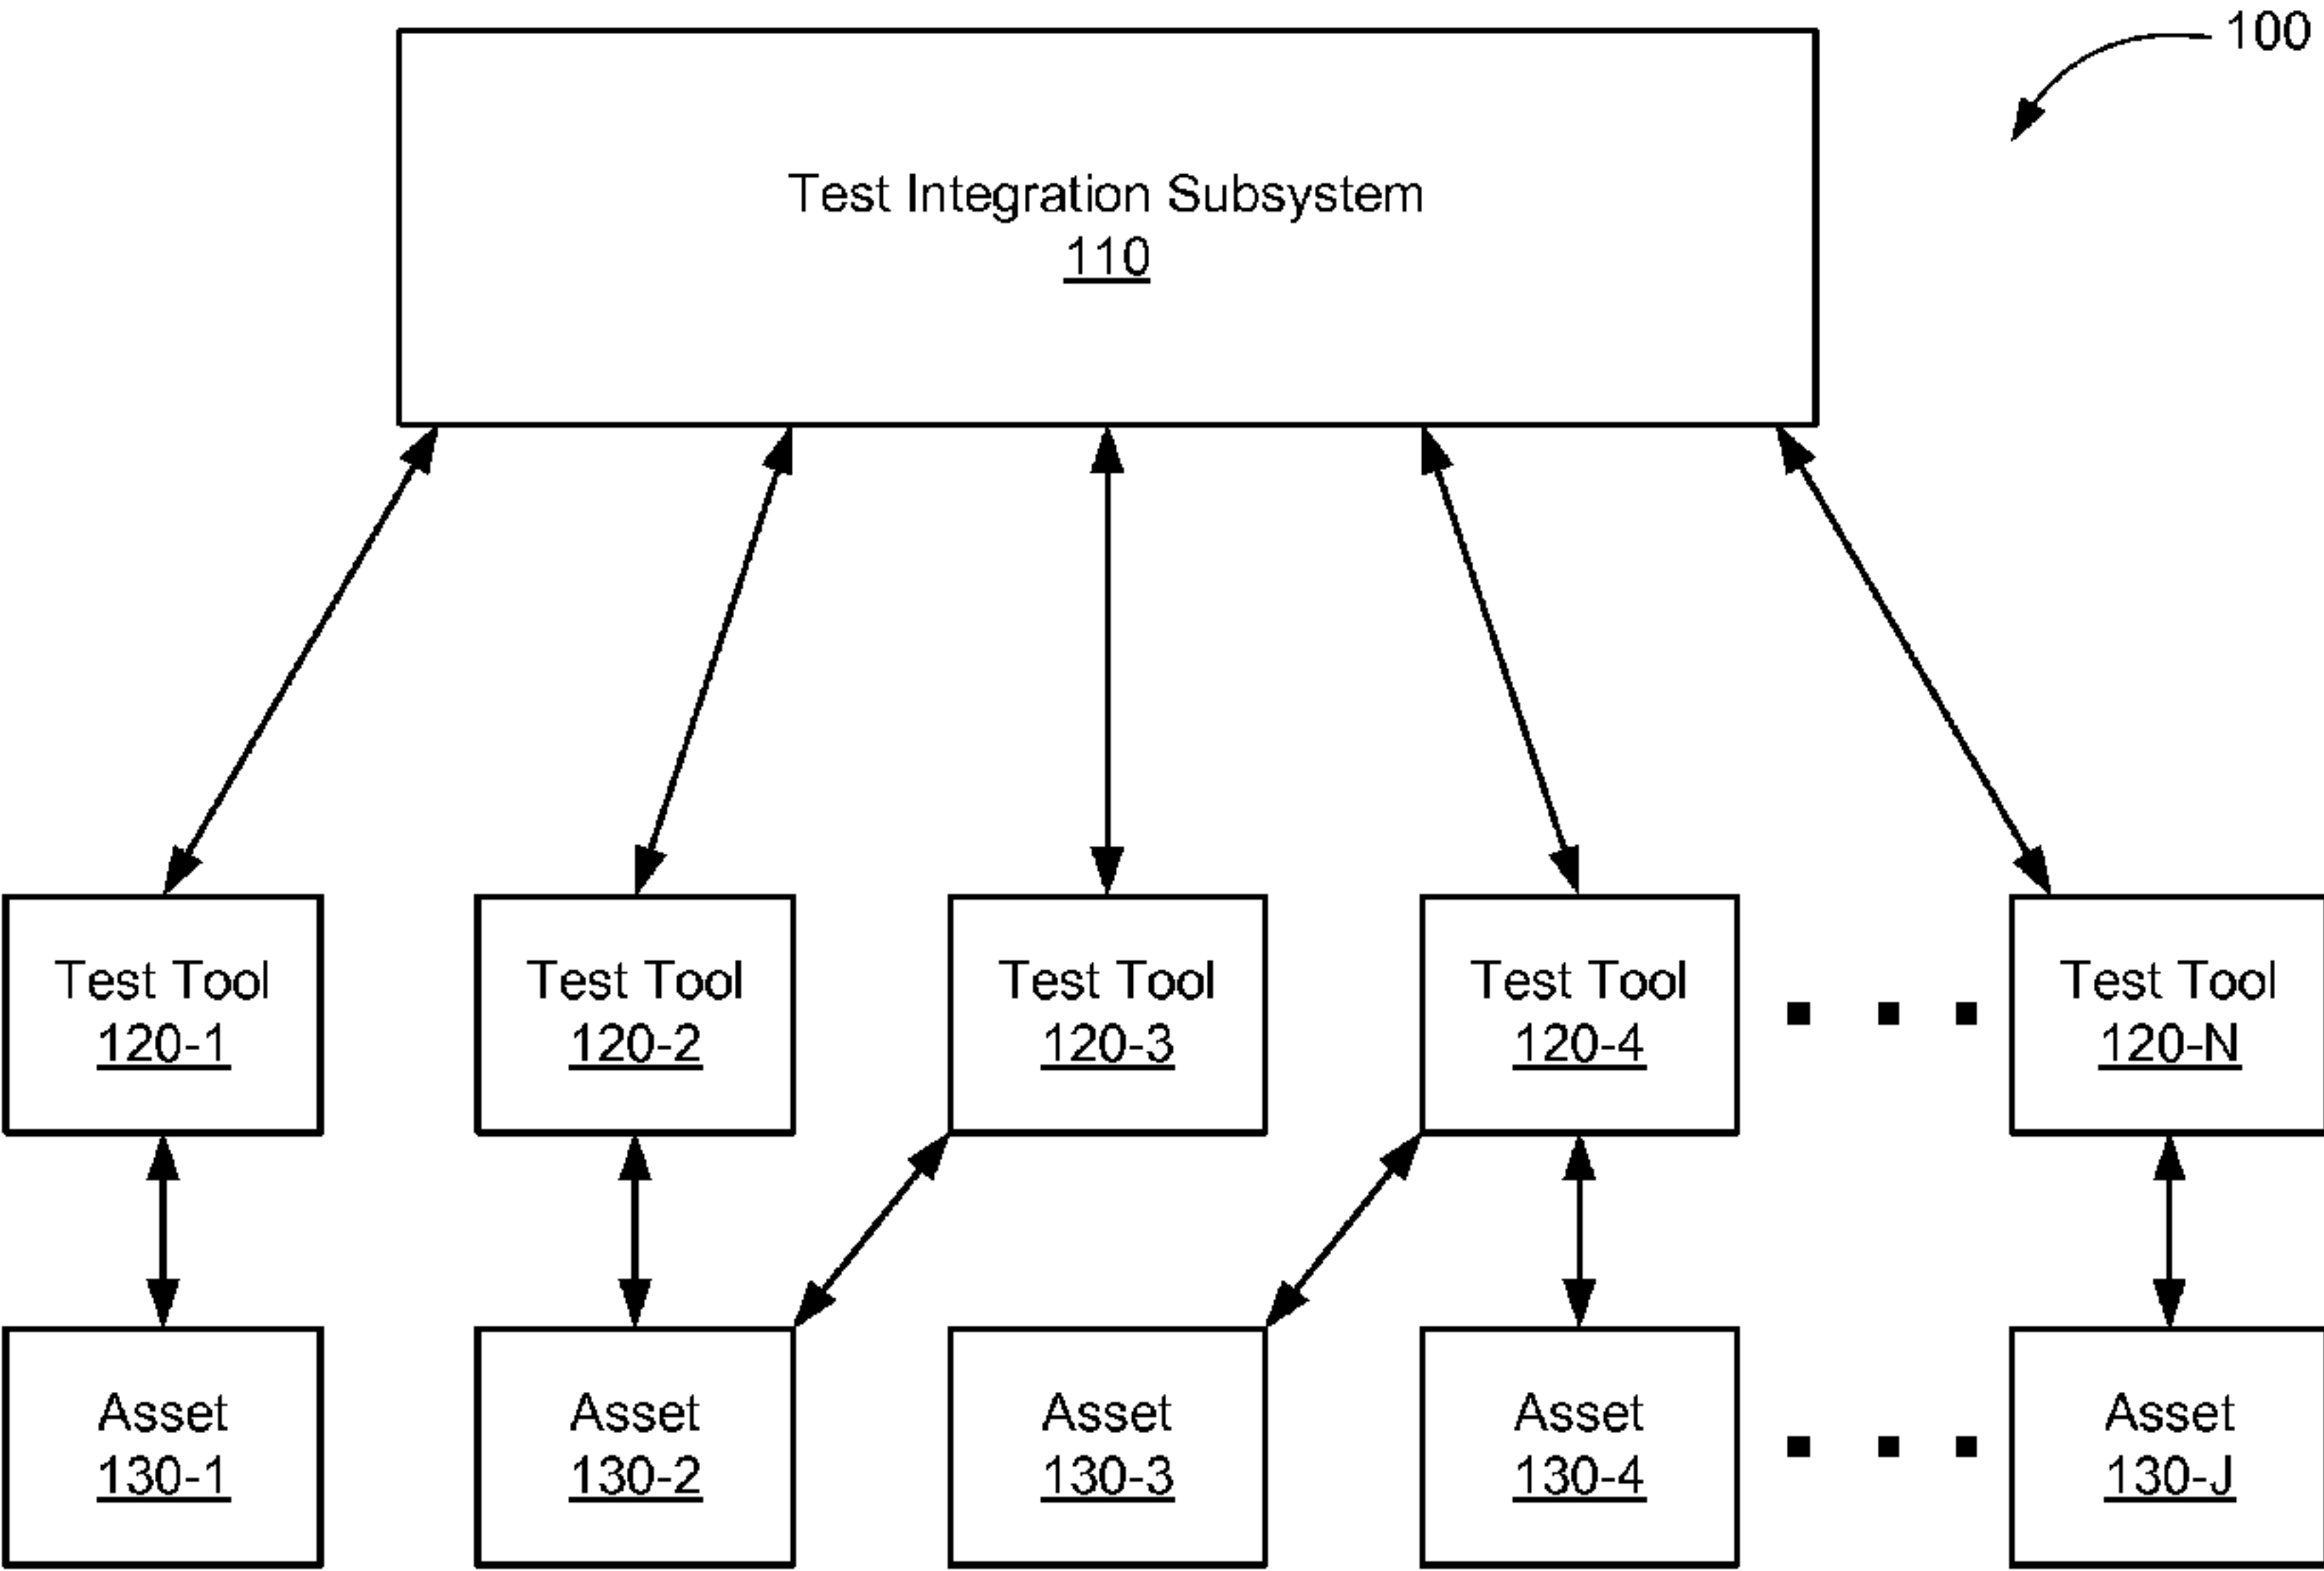 100
Test Integration Subsystem
110
Test Tool
120-1
Test Tool
120-2
Test Tool
120-3
Test Tool
120-4
Test Tool
120-N
Asset
130-1
Asset
130-2
Asset
130-3
Asset
130-4
Asset
130-J